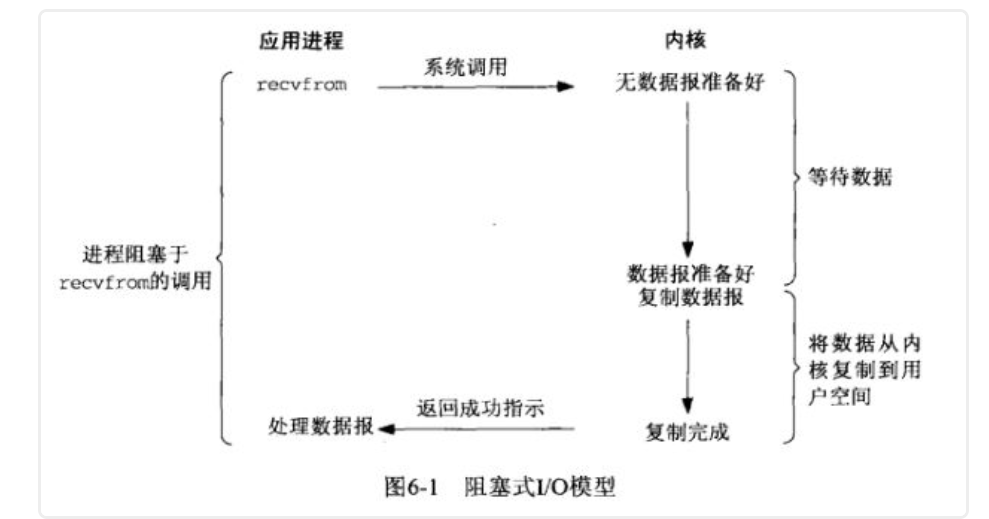 应用进程
内核
recvfrom
系统调用
无数据报准备好
等待数据
进程阻塞于
recvfrom的调用
数据报准备好
复制数据报
将数据从内
核复制到用
户空间
处理数据报
返回成功指示
复制完成
图6-1 阻塞式I/O模型